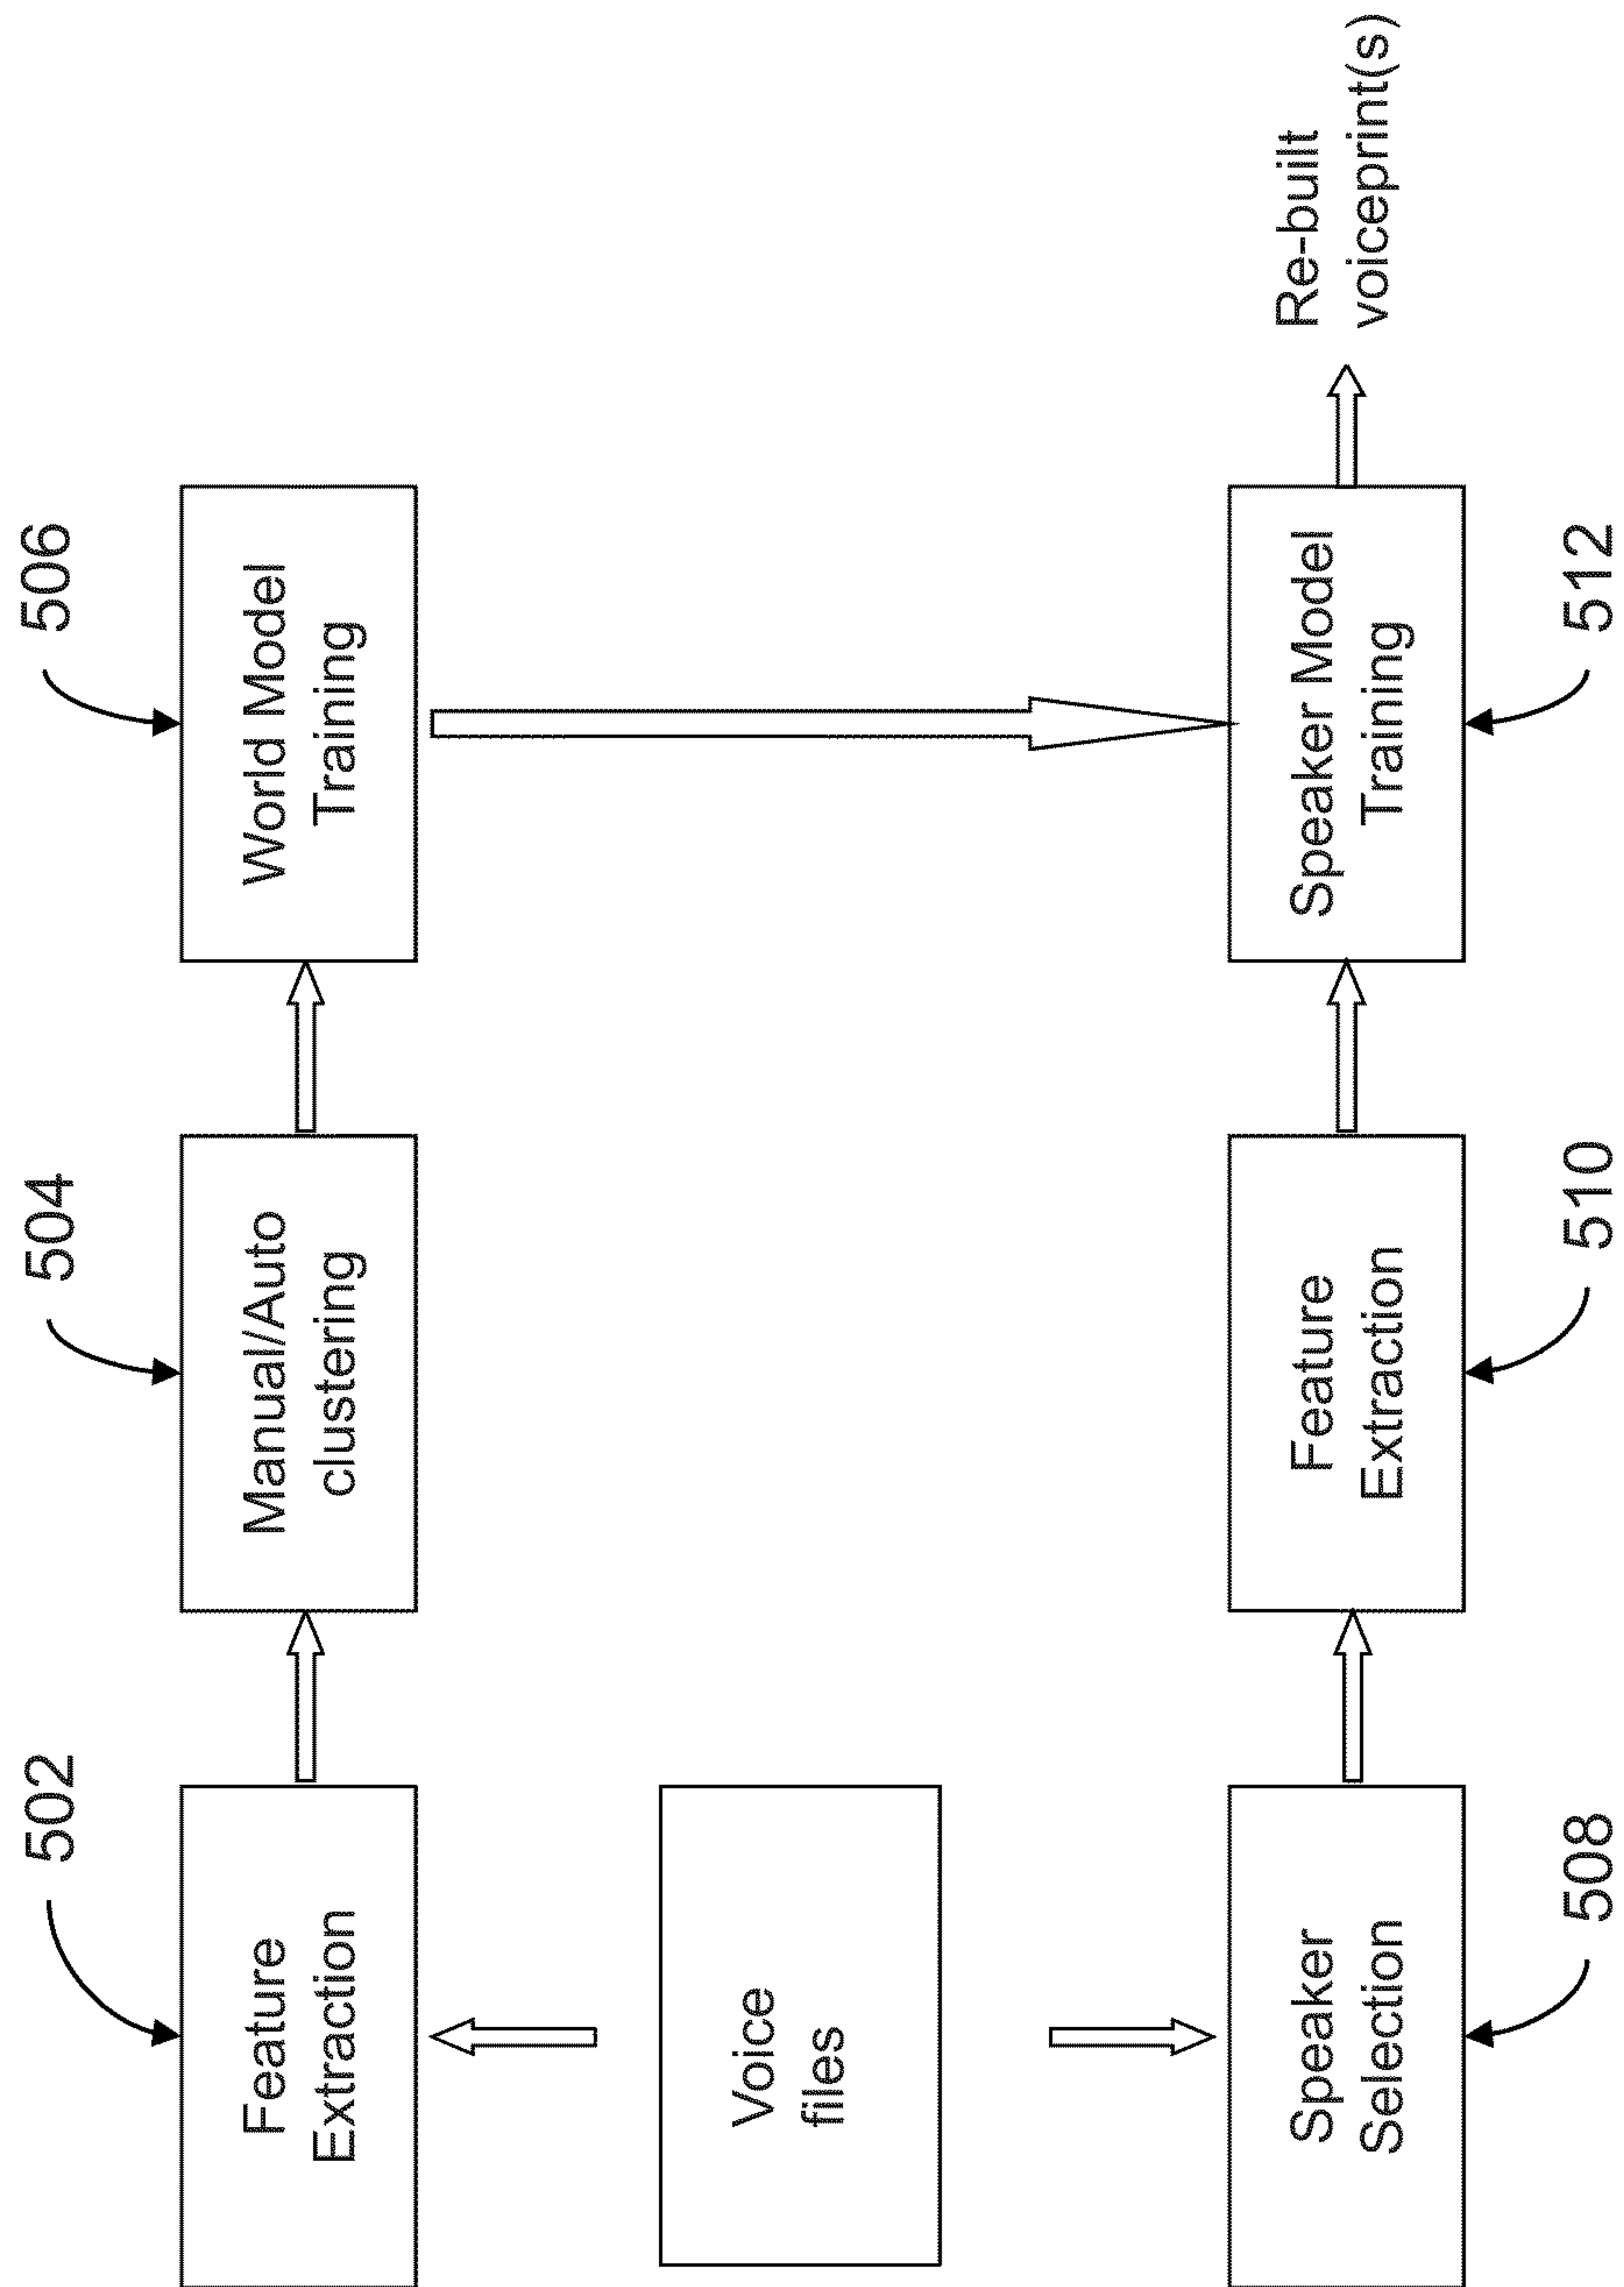 502
504
506
Feature
Extraction
Manual/Auto
clustering
World Model
Training
Voice
files
Speaker
Selection
Feature
Extraction
Speaker Model
Training
Re-built
voiceprint(s)
508
510
512